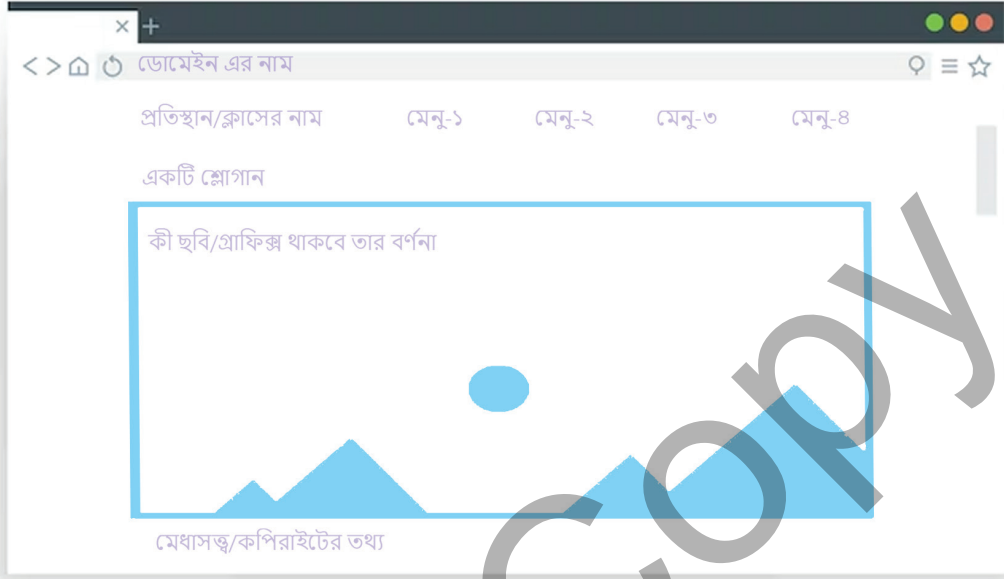 ডোমেইন এর নাম
প্রতিস্থান/ক্লাসের নাম মেনু-১ মেনু-২ মেনু-৩ মেনু-৪
একটি শ্লোগান
কী ছবি/গ্রাফিক্স থাকবে তার বর্ণনা
মেধাসত্ত্ব/কপিরাইটের তথ্য
Copy